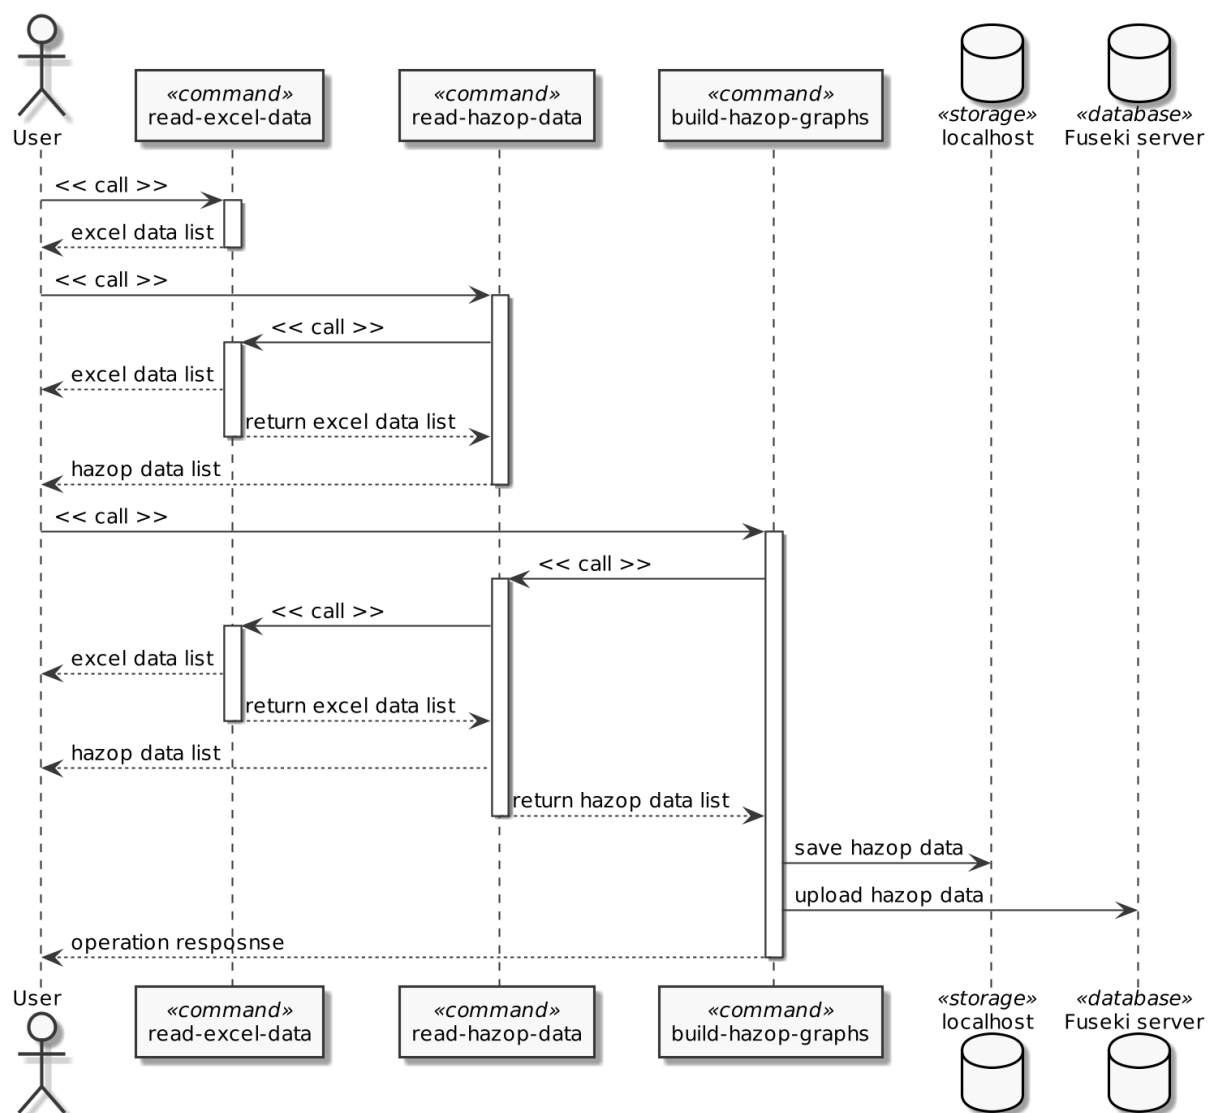 «command»
read-excel-data
«command»
read-hazop-data
«command»
build-hazop-graphs
User
«storage»
localhost
«database»
Fuseki server
<< call >>
excel data list
<< call >>
<< call >>
excel data list
return excel data list
hazop data list
<< call >>
<< call >>
<< call >>
excel data list
return excel data list
hazop data list
return hazop data list
save hazop data
upload hazop data
operation resposnse
User
«command»
read-excel-data
«command»
read-hazop-data
«command»
build-hazop-graphs
«storage»
localhost
«database»
Fuseki server